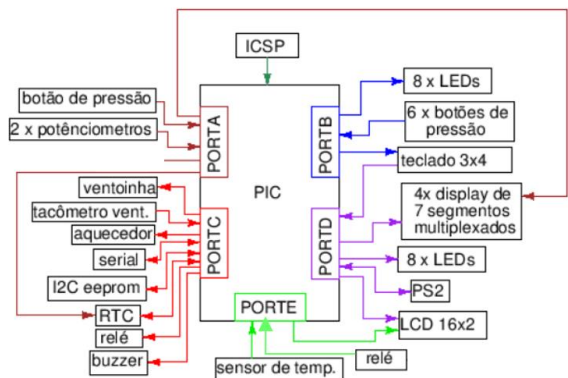 ICSP
botão de pressão
2 x potênciometros
PORTA
ventoinha
tacômetro vent.
aquecedor
serial
I2C eeprom
RTC
relé
buzzer
PORTC
PIC
PORTB
PORTD
PORTE
8 x LEDs
6 x botões de
pressão
teclado 3x4
4x display de
7 segmentos
multiplexados
8 x LEDs
PS2
LCD 16x2
sensor de temp.
relé